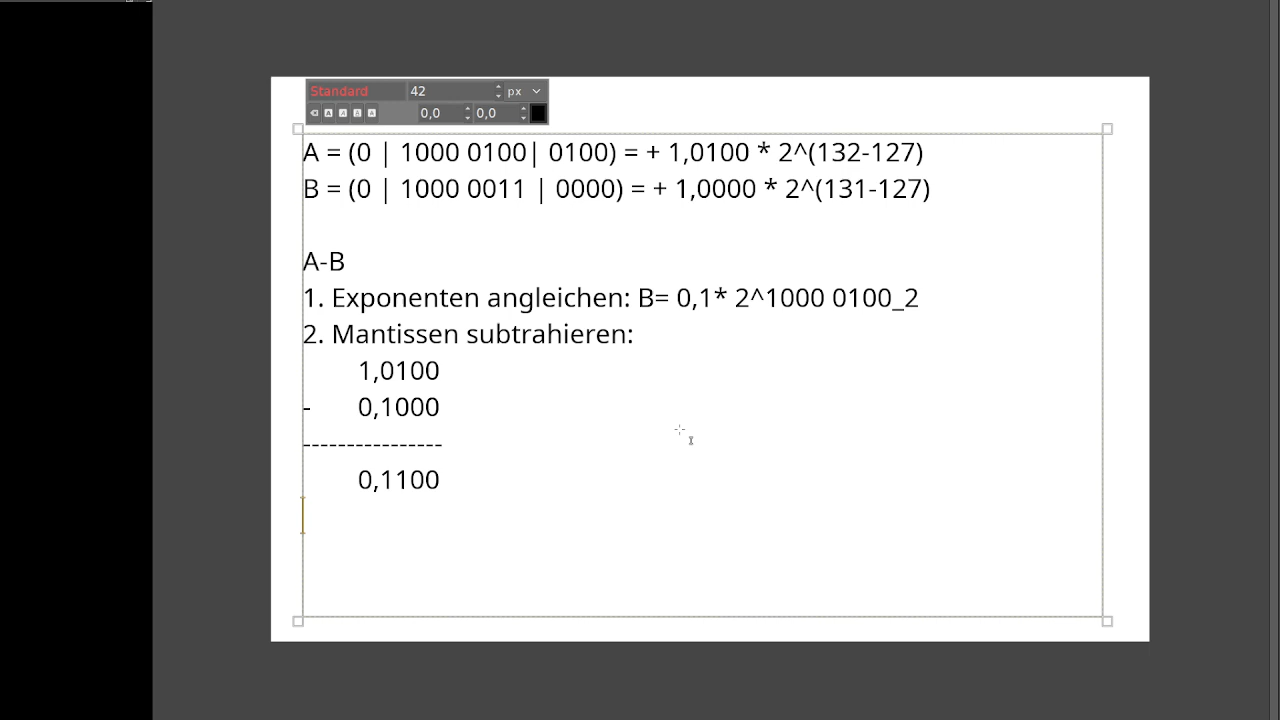 Standard 42 px
0,0 0,0
A = (0 | 1000 0100| 0100) = + 1,0100 * 2^(132-127)
B = (0 | 1000 0011 | 0000) = + 1,0000 * 2^(131-127)
A-B
1. Exponenten angleichen: B= 0,1* 2^1000 0100_2
2. Mantissen subtrahieren:
1,0100
- 0,1000
----------------
0,1100